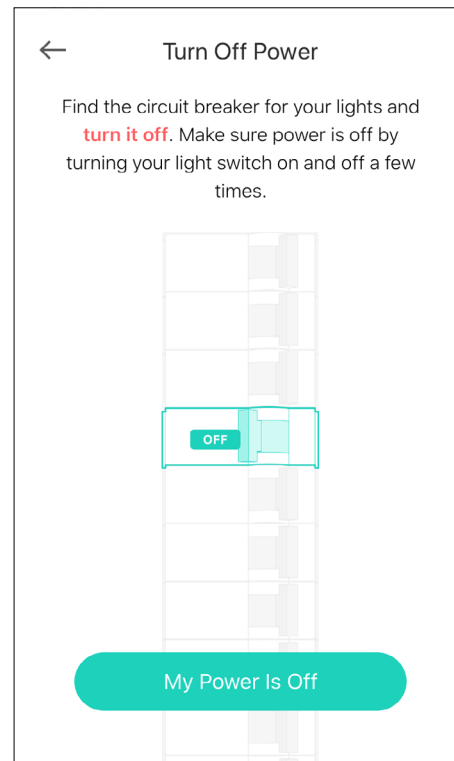 Turn Off Power
Find the circuit breaker for your lights and
turn it off. Make sure power is off by
turning your light switch on and off a few
times.
OFF
My Power Is Off